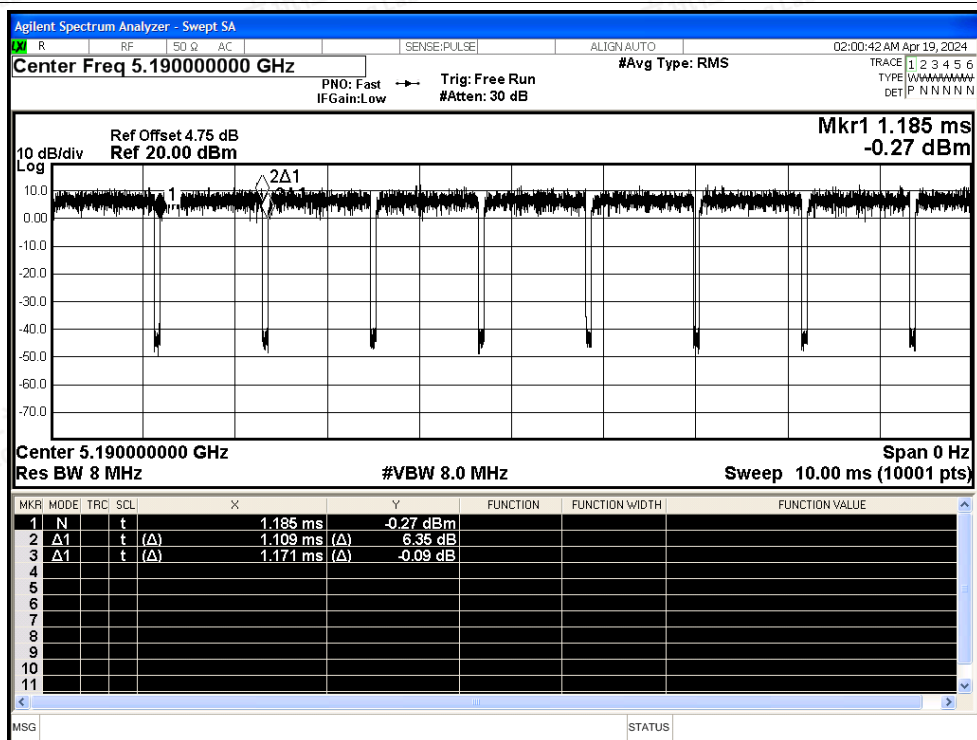 Agilent Spectrum Analyzer - Swept SA
LXI R RF 50 Ω AC SENSE:PULSE ALIGN AUTO 02:00:42 AM Apr 19, 2024
Center Freq 5.190000000 GHz
PNO: Fast
IFGain:Low
Trig: Free Run
#Atten: 30 dB
#Avg Type: RMS
TRACE 1 2 3 4 5 6
TYPE WWWWWW
DET P N N N N N
Mkr1 1.185 ms
-0.27 dBm
Ref Offset 4.75 dB
10 dB/div Ref 20.00 dBm
Log
10.0
0.00
-10.0
-20.0
-30.0
-40.0
-50.0
-60.0
-70.0
1
2Δ1
3Δ1
Center 5.190000000 GHz Span 0 Hz
Res BW 8 MHz #VBW 8.0 MHz Sweep 10.00 ms (10001 pts)
MKR MODE TRC SCL X Y FUNCTION FUNCTION WIDTH FUNCTION VALUE
1 N t 1.185 ms -0.27 dBm
2 Δ1 t (Δ) 1.109 ms (Δ) 6.35 dB
3 Δ1 t (Δ) 1.171 ms (Δ) -0.09 dB
4
5
6
7
8
9
10
11
MSG STATUS